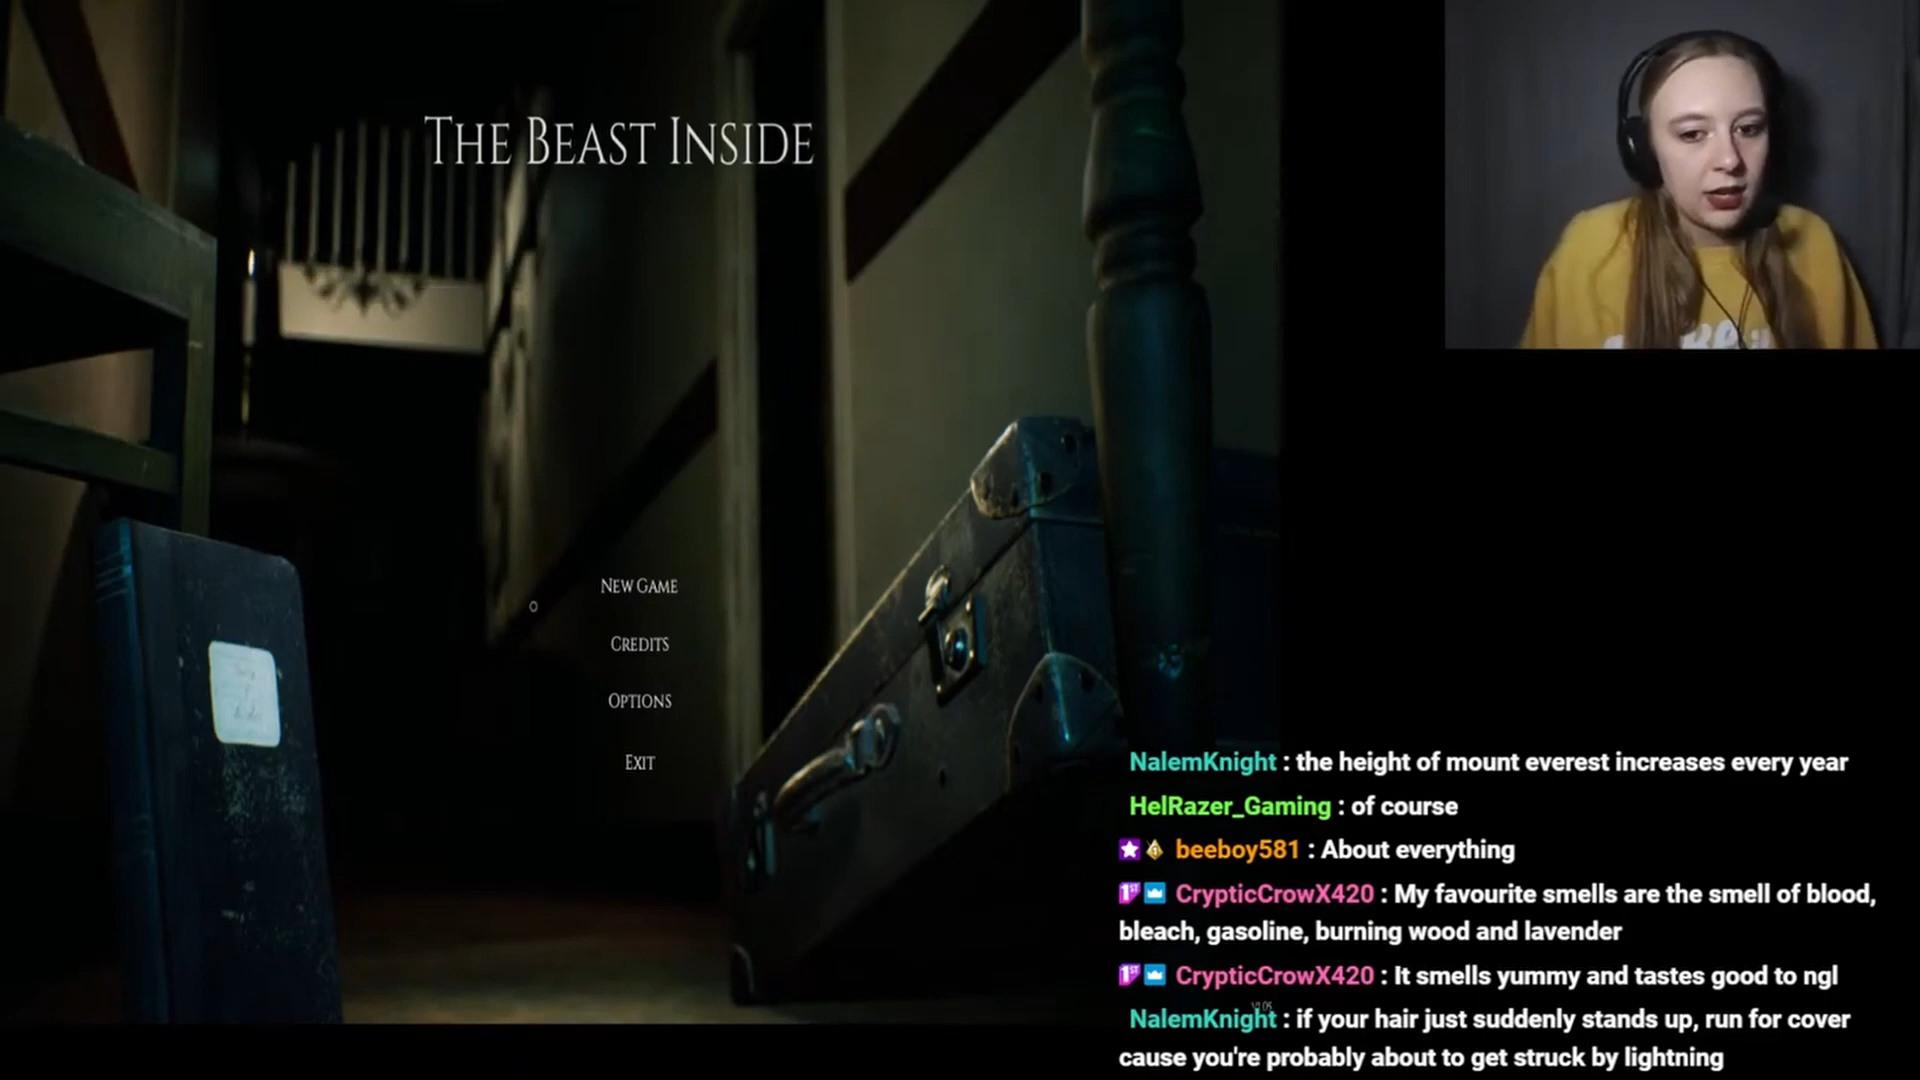 THE BEAST INSIDE
NEW GAME
CREDITS
OPTIONS
EXIT
NalemKnight : the height of mount everest increases every year
HelRazer_Gaming : of course
beeboy581 : About everything
1ST CrypticCrowX420 : My favourite smells are the smell of blood,
bleach, gasoline, burning wood and lavender
1ST CrypticCrowX420 : It smells yummy and tastes good to ngl
NalemKnight : if your hair just suddenly stands up, run for cover
cause you're probably about to get struck by lightning